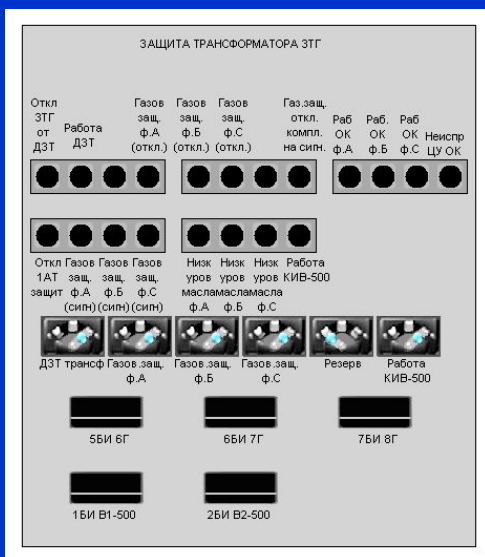 ЗАЩИТА ТРАНСФОРМАТОРА 3ТГ
Откл 3ТГ от ДЗТ
Работа ДЗТ
Газов защ. ф.А (откл.)
Газов защ. ф.Б (откл.)
Газов защ. ф.С (откл.)
Газ.защ. откл. компл. на сигн.
Раб ОК ф.А
Раб. ОК ф.Б
Раб ОК ф.С
Неиспр ЦУ ОК
Откл 1АТ защит
Газов защ. ф.А (сигн)
Газов защ. ф.Б (сигн)
Газов защ. ф.С (сигн)
Низк уров масла ф.А
Низк уров масла ф.Б
Низк уров масла ф.С
Работа КИВ-500
ДЗТ трансф
Газов.защ. ф.А
Газов.защ. ф.Б
Газов.защ. ф.С
Резерв
Работа КИВ-500
5БИ 6Г
6БИ 7Г
7БИ 8Г
1БИ В1-500
2БИ В2-500